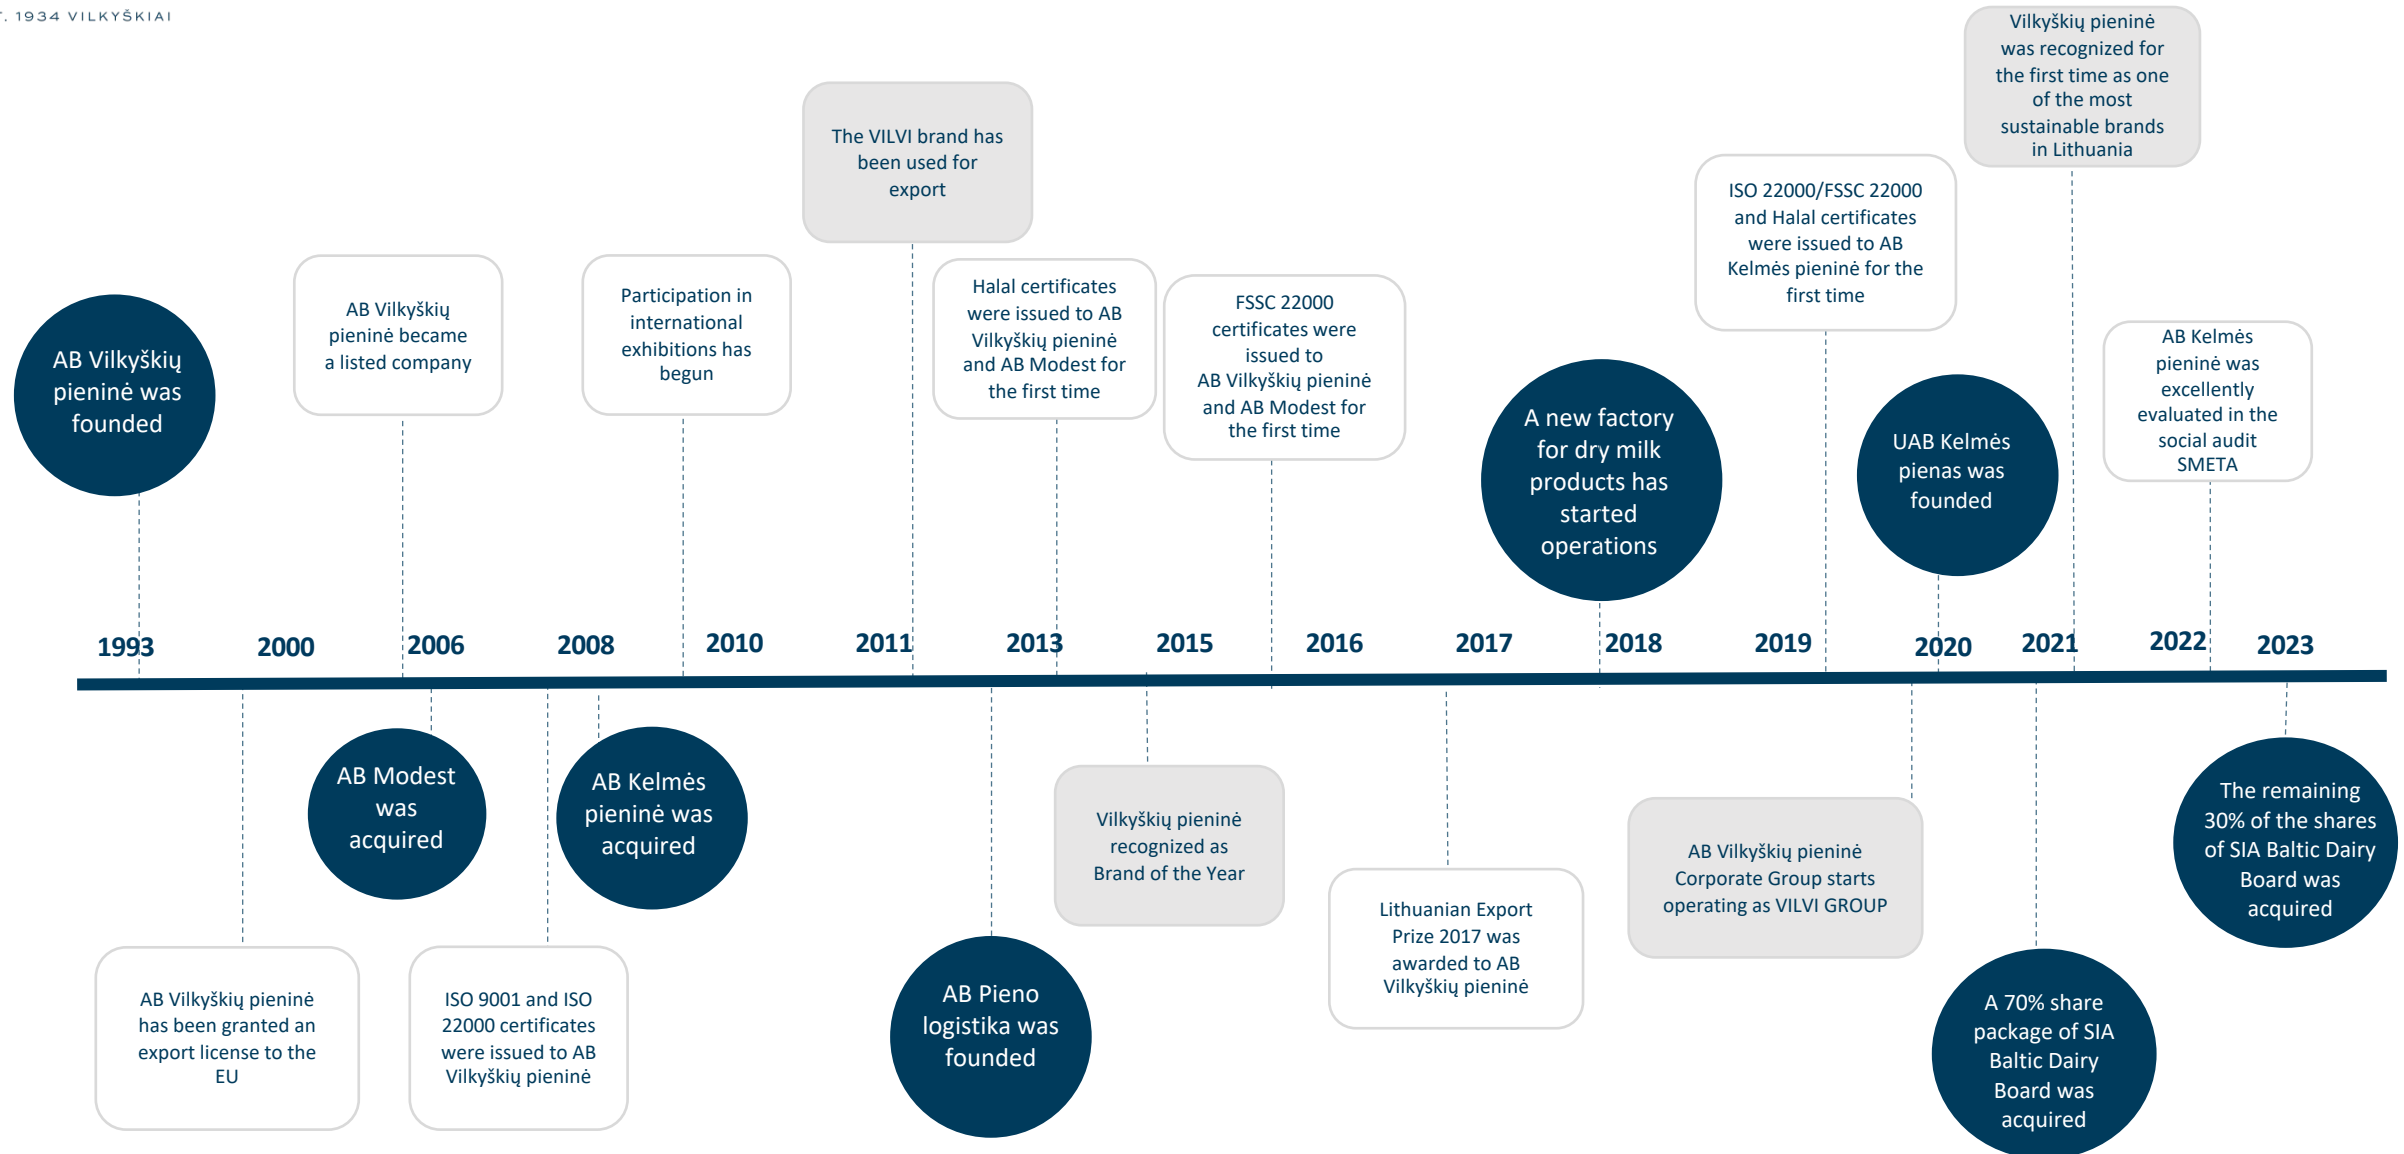 . 1934 VILKYŠKIAI
Vilkyškių pieninė
was recognized for
the first time as one
of the most
sustainable brands
in Lithuania
The VILVI brand has
been used for
export
ISO 22000/FSSC 22000
and Halal certificates
were issued to AB
Kelmės pieninė for the
first time
AB Vilkyškių
pieninė became
a listed company
Participation in
international
exhibitions has
begun
Halal certificates
were issued to AB
Vilkyškių pieninė
and AB Modest for
the first time
FSSC 22000
certificates were
issued to
AB Vilkyškių pieninė
and AB Modest for
the first time
AB Vilkyškių
pieninė was
founded
A new factory
for dry milk
products has
started
operations
UAB Kelmės
pienas was
founded
AB Kelmės
pieninė was
excellently
evaluated in the
social audit
SMETA
1993 2000 2006 2008 2010 2011 2013 2015 2016 2017 2018 2019 2020 2021 2022 2023
AB Modest
was
acquired
AB Kelmės
pieninė was
acquired
Vilkyškių pieninė
recognized as
Brand of the Year
AB Vilkyškių pieninė
Corporate Group starts
operating as VILVI GROUP
The remaining
30% of the shares
of SIA Baltic Dairy
Board was
acquired
Lithuanian Export
Prize 2017 was
awarded to AB
Vilkyškių pieninė
AB Vilkyškių pieninė
has been granted an
export license to the
EU
ISO 9001 and ISO
22000 certificates
were issued to AB
Vilkyškių pieninė
AB Pieno
logistika was
founded
A 70% share
package of SIA
Baltic Dairy
Board was
acquired